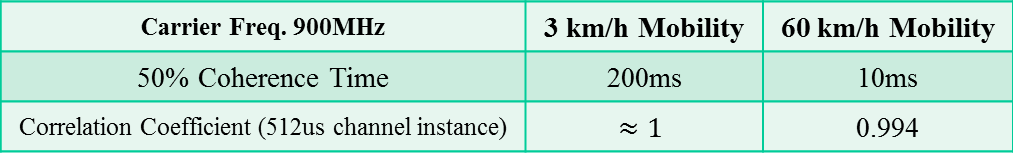 Carrier Freq. 900MHz 3 km/h Mobility 60 km/h Mobility
50% Coherence Time 200ms 10ms
Correlation Coefficient (512us channel instance) ≈ 1 0.994